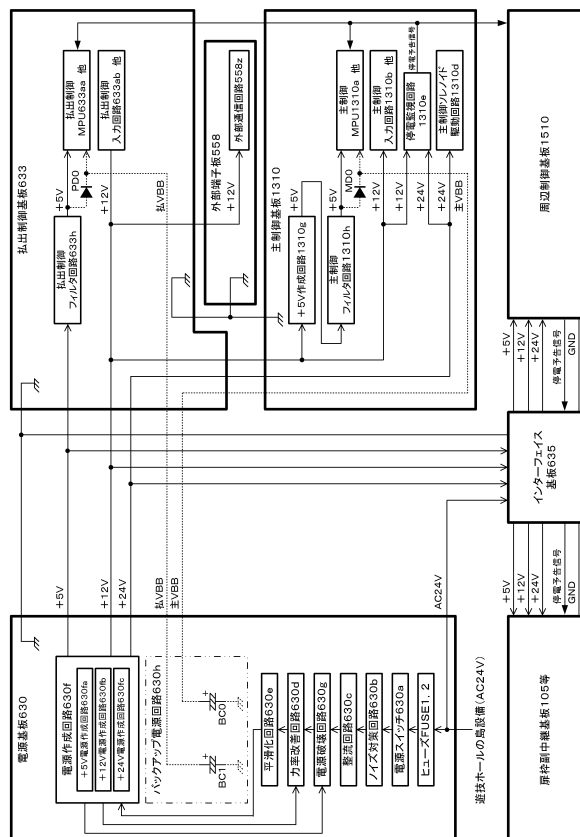 払出制御基板633
払出制御
MPU633aa 他
払出制御
入力回路633ab 他
+5V
PD0
+12V
払VBB
払出制御
フィルタ回路633h
外部端子板558
外部通信回路558z
+12V
主制御基板1310
主制御
MPU1310a 他
主制御
入力回路1310b 他
停電監視回路
1310e
停電予告信号
主制御ソレノイド
駆動回路1310d
+5V
MD0
+12V
+24V
+24V
主VBB
+5V作成回路1310g
主制御
フィルタ回路1310h
周辺制御基板1510
+5V
+12V
+24V
停電予告信号
GND
インターフェイス
基板635
+5V
+12V
+24V
停電予告信号
GND
扉枠副中継基板105等
+5V
+12V
+24V
払VBB
主VBB
AC24V
電源基板630
電源作成回路630f
+5V電源作成回路630fa
+12V電源作成回路630fb
+24V電源作成回路630fc
バックアップ電源回路630h
BC1
BC0
平滑化回路630e
力率改善回路630d
電源破壊回路630g
整流回路630c
ノイズ対策回路630b
電源スイッチ630a
ヒューズFUSE1, 2
遊技ホールの島設備(AC24V)